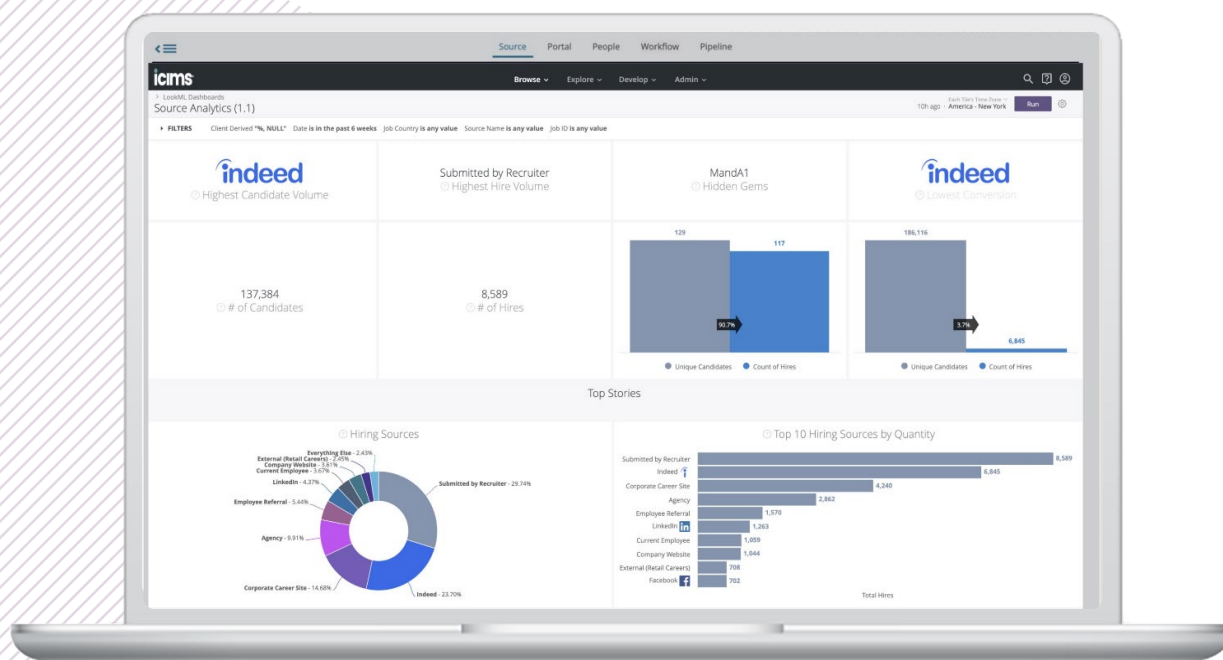 Source Portal People Workflow Pipeline
icims
Browse Explore Develop Admin
LookML Dashboards
Source Analytics (1.1)
Each Tile's Time Zone
10h ago · America - New York Run
FILTERS Client Derived "%, NULL" Date is in the past 6 weeks Job Country is any value Source Name is any value Job ID is any value
indeed
Highest Candidate Volume
Submitted by Recruiter
Highest Hire Volume
MandA1
Hidden Gems
indeed
Lowest Conversion
137,384
# of Candidates
8,589
# of Hires
129
117
90.7%
Unique Candidates Count of Hires
186,116
3.7%
6,845
Unique Candidates Count of Hires
Top Stories
Hiring Sources
Everything Else - 2.43%
External (Retail Careers) - 2.45%
Company Website - 3.61%
Current Employee - 3.67%
LinkedIn - 4.37%
Employee Referral - 5.44%
Agency - 9.91%
Corporate Career Site - 14.68%
Submitted by Recruiter - 29.74%
Indeed - 23.70%
Top 10 Hiring Sources by Quantity
Submitted by Recruiter 8,589
Indeed 6,845
Corporate Career Site 4,240
Agency 2,862
Employee Referral 1,570
LinkedIn in 1,263
Current Employee 1,059
Company Website 1,044
External (Retail Careers) 708
Facebook f 702
Total Hires